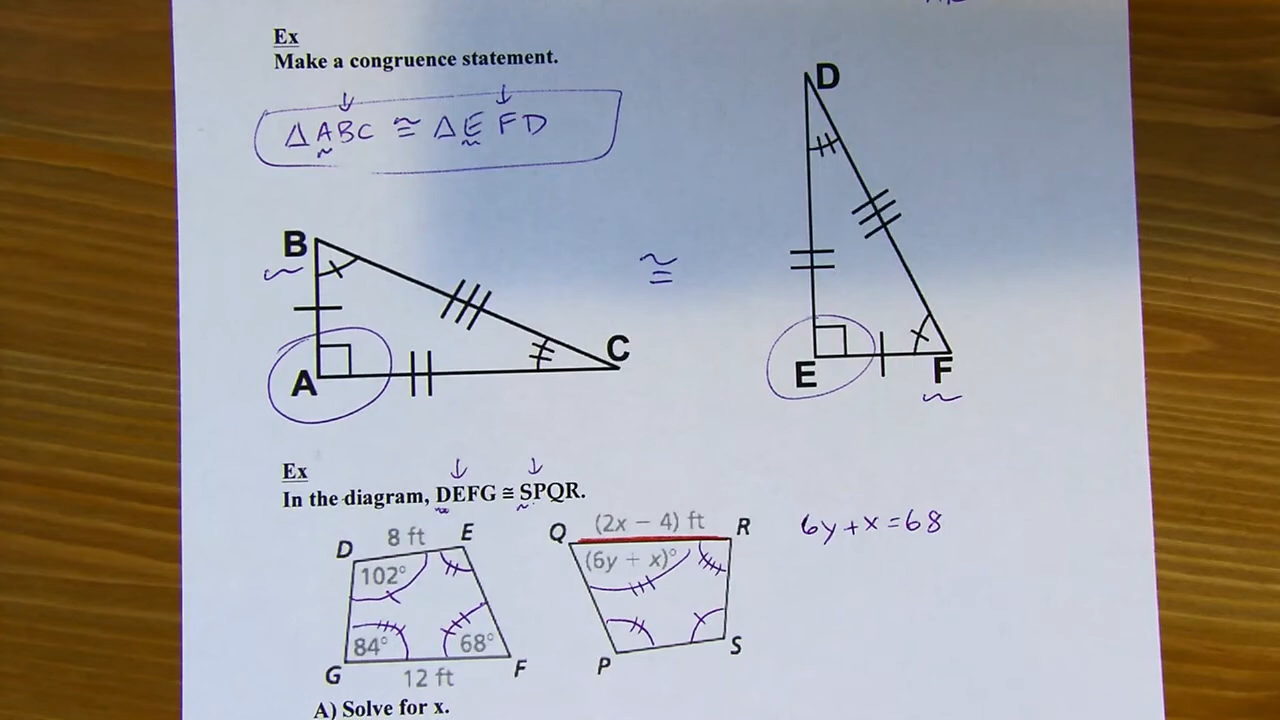 Ex
Make a congruence statement.
△ABC ≅ △EFD
D
B
≅
C
A
E
F
Ex
In the diagram, DEFG ≅ SPQR.
8 ft
(2x − 4) ft
D
E
Q
R
6y + x = 68
102°
(6y + x)°
84°
68°
G
12 ft
F
P
S
A) Solve for x.